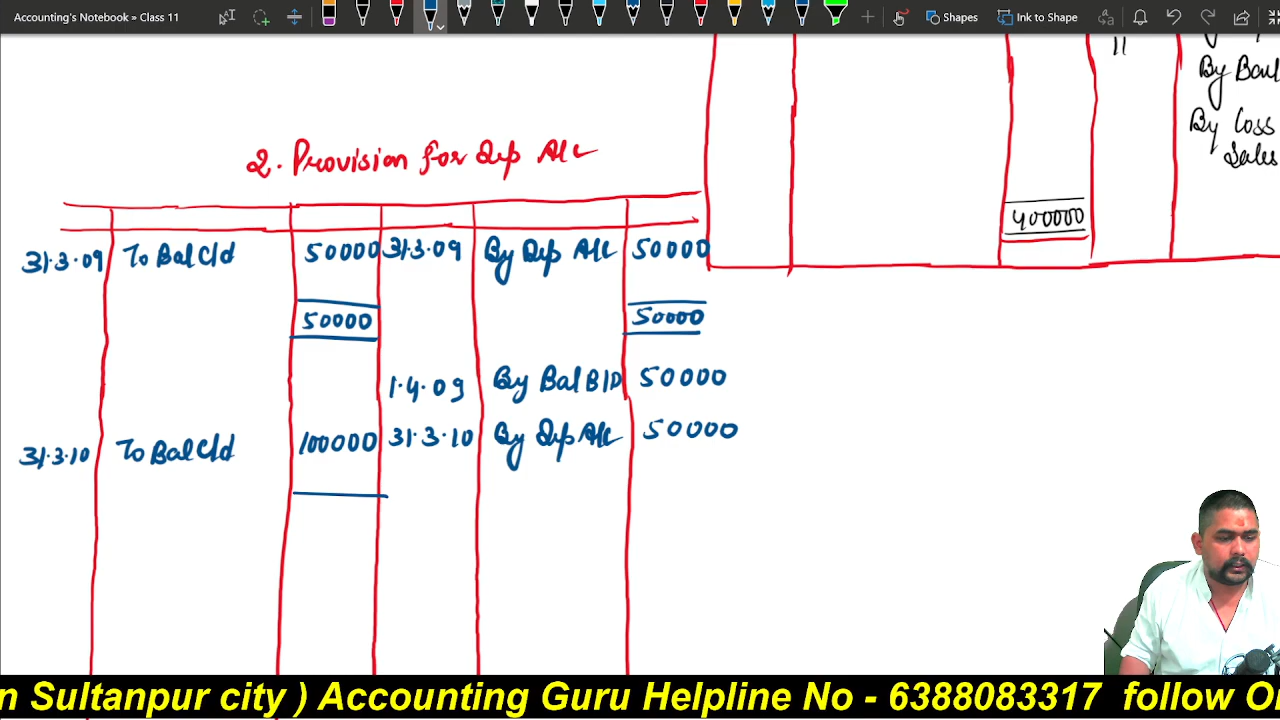 Accounting's Notebook » Class 11
Shapes
Ink to Shape
11
By Ban
By Loss
Sales
400000
2. Provision for Dep A/c
31.3.09 To Bal C/d 50000 31.3.09 By Dep A/c 50000
50000 50000
1.4.09 By Bal B/D 50000
31.3.10 To Bal C/d 100000 31.3.10 By Dep A/c 50000
n Sultanpur city ) Accounting Guru Helpline No - 6388083317 follow O